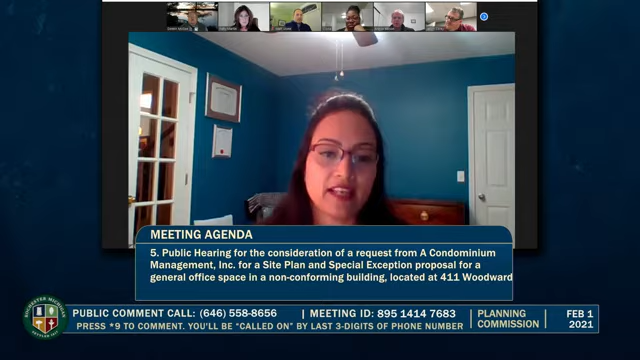 MEETING AGENDA
5. Public Hearing for the consideration of a request from A Condominium
Management, Inc. for a Site Plan and Special Exception proposal for a
general office space in a non-conforming building, located at 411 Woodward
PUBLIC COMMENT CALL: (646) 558-8656 | MEETING ID: 895 1414 7683
PRESS *9 TO COMMENT. YOU'LL BE "CALLED ON" BY LAST 3-DIGITS OF PHONE NUMBER
PLANNING
COMMISSION
FEB 1
2021